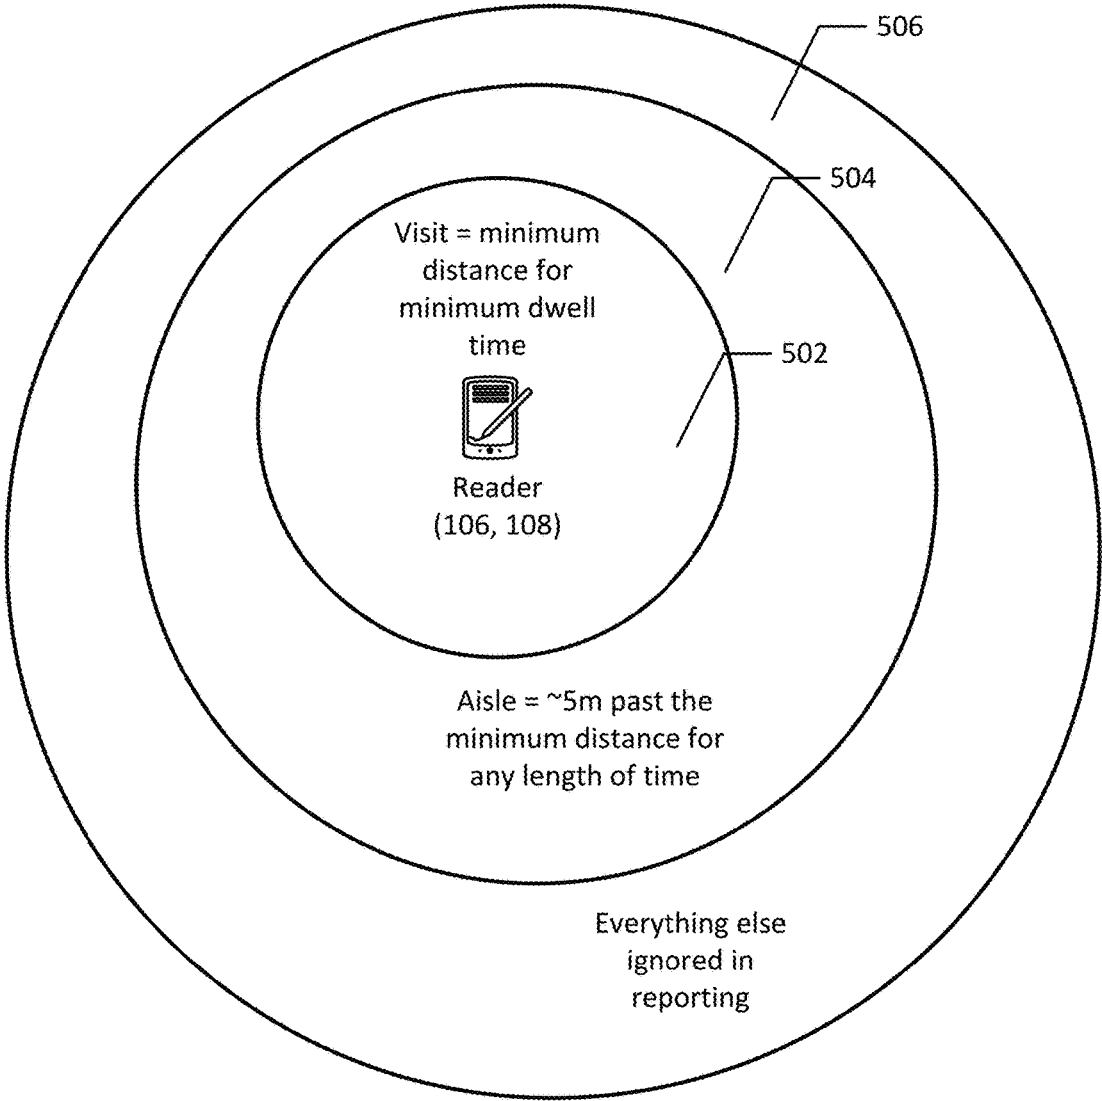 506
504
Visit = minimum
distance for
minimum dwell
time
502
Reader
(106, 108)
Aisle = ~5m past the
minimum distance for
any length of time
Everything else
ignored in
reporting